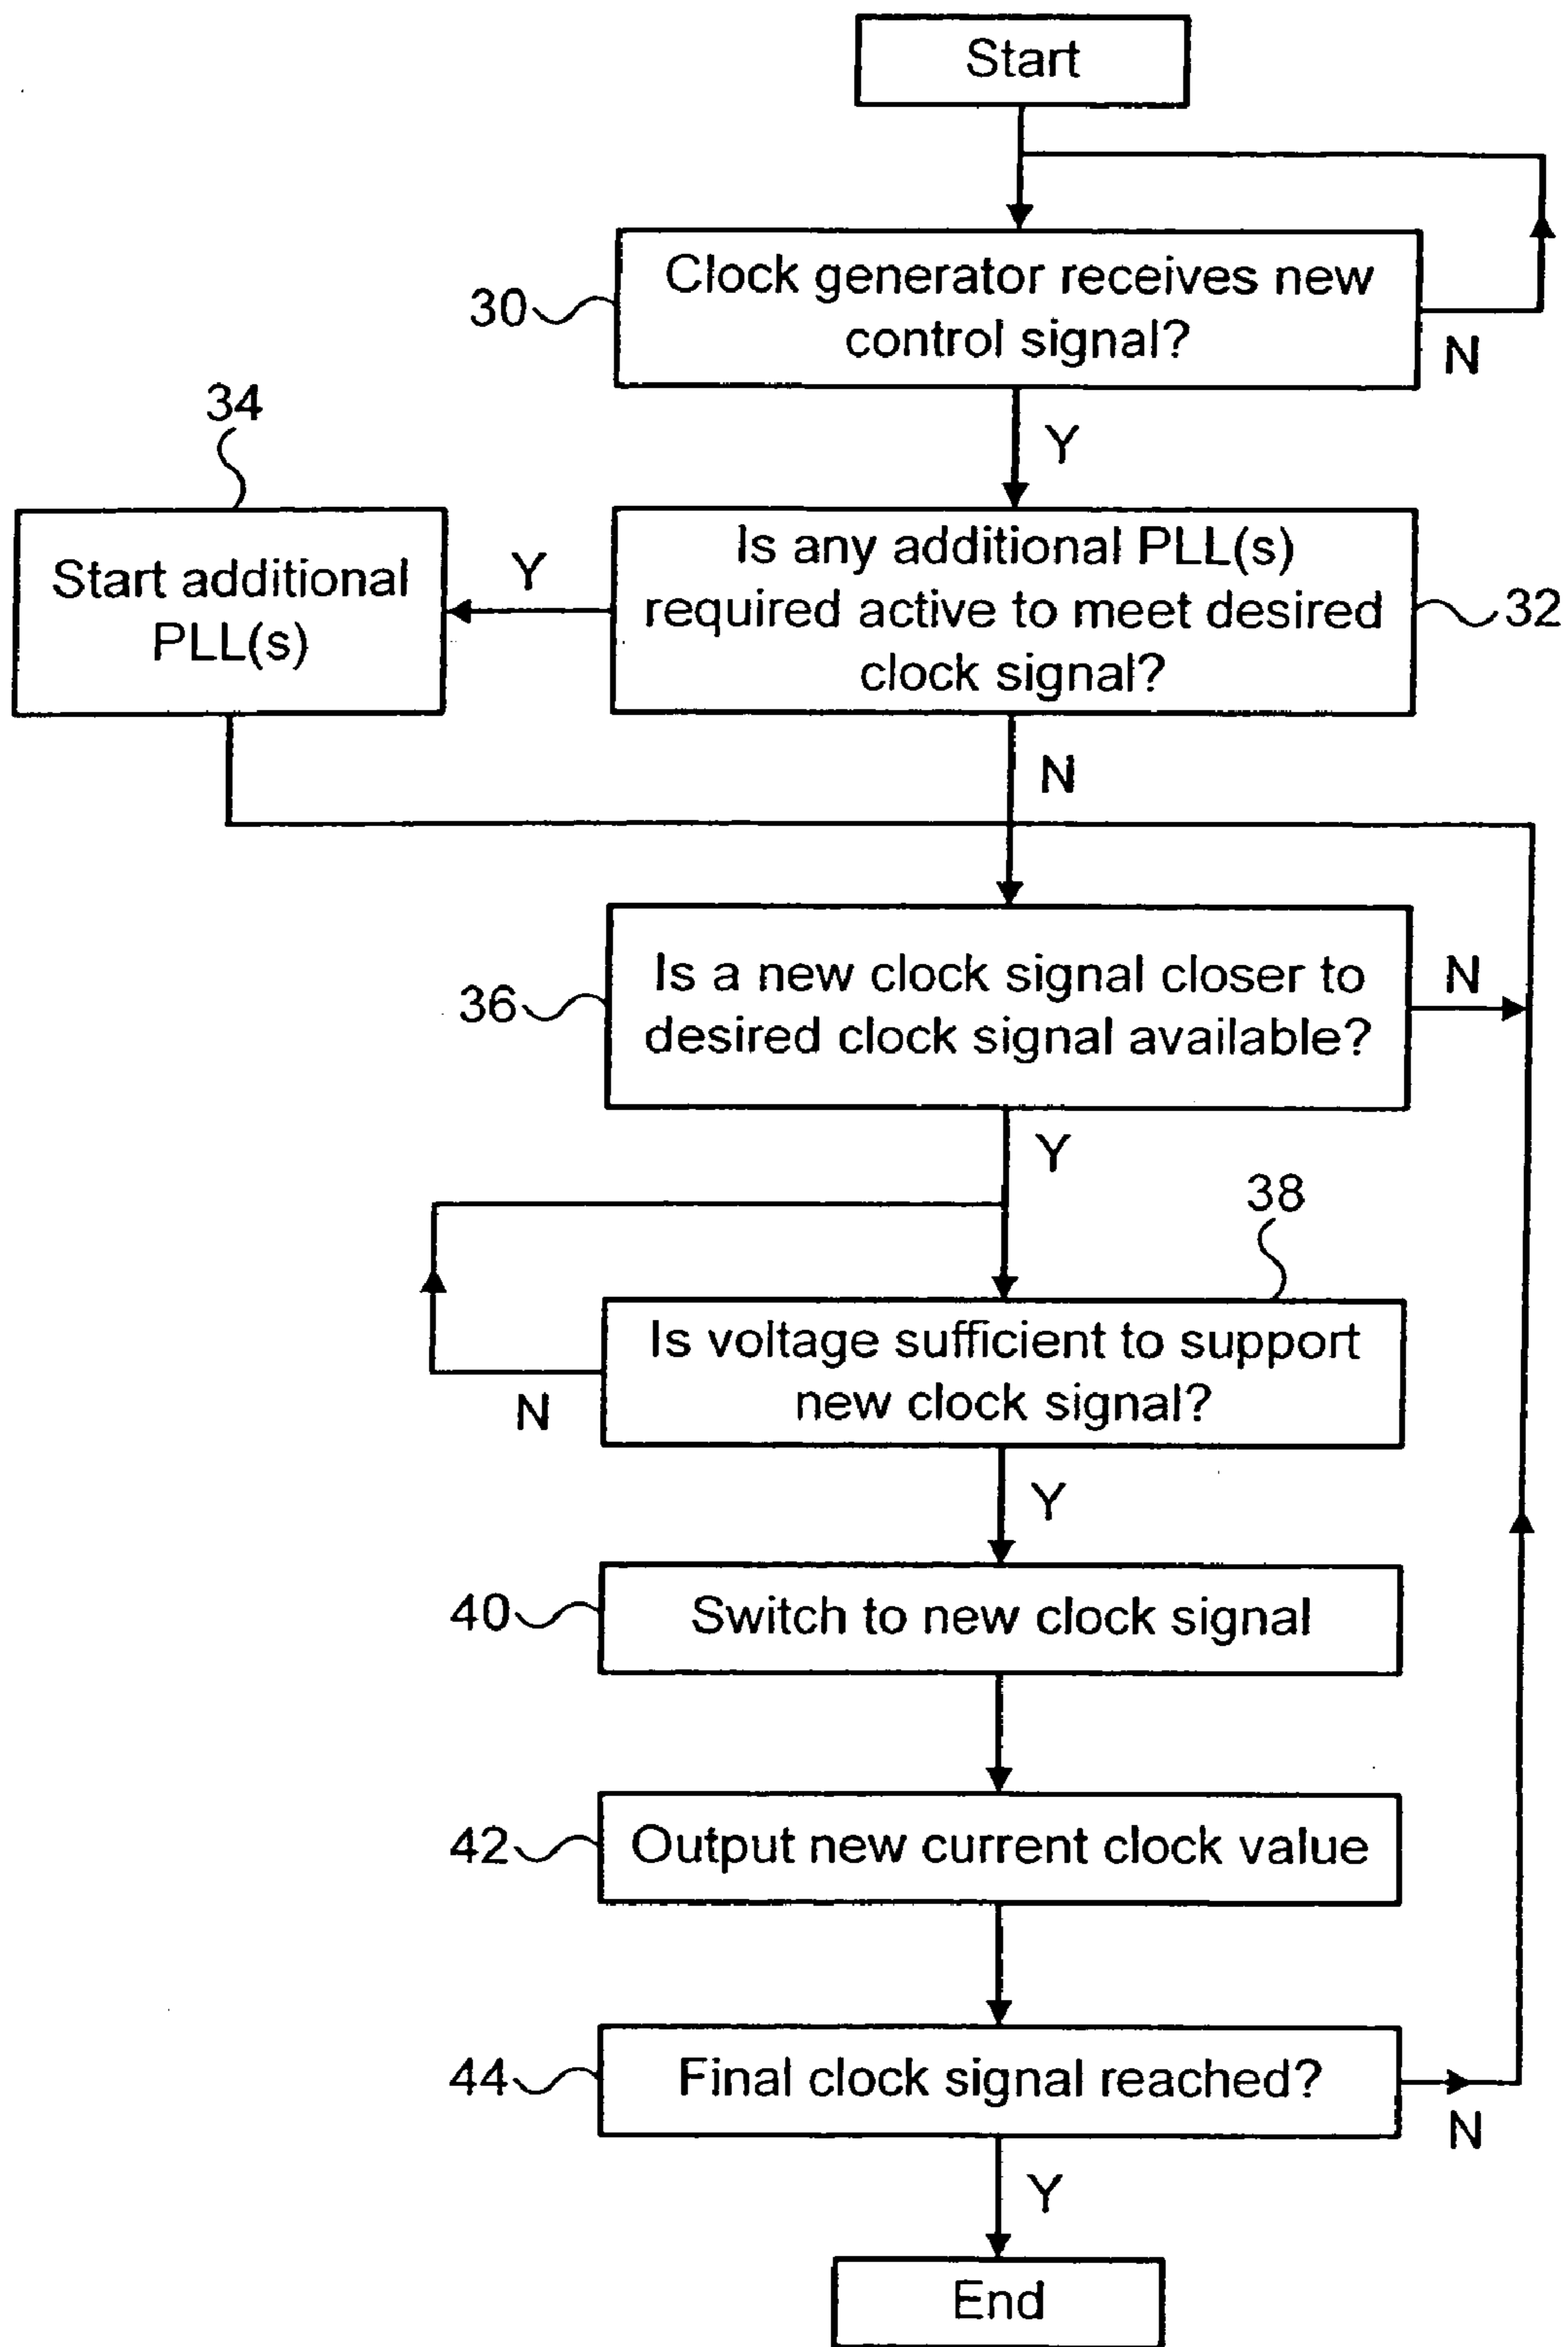 Start
Clock generator receives new
control signal?
30
N
Y
34
Start additional
PLL(s)
Y
Is any additional PLL(s)
required active to meet desired
clock signal?
32
N
Is a new clock signal closer to
desired clock signal available?
36
N
Y
38
Is voltage sufficient to support
new clock signal?
N
Y
40
Switch to new clock signal
42
Output new current clock value
44
Final clock signal reached?
N
Y
End